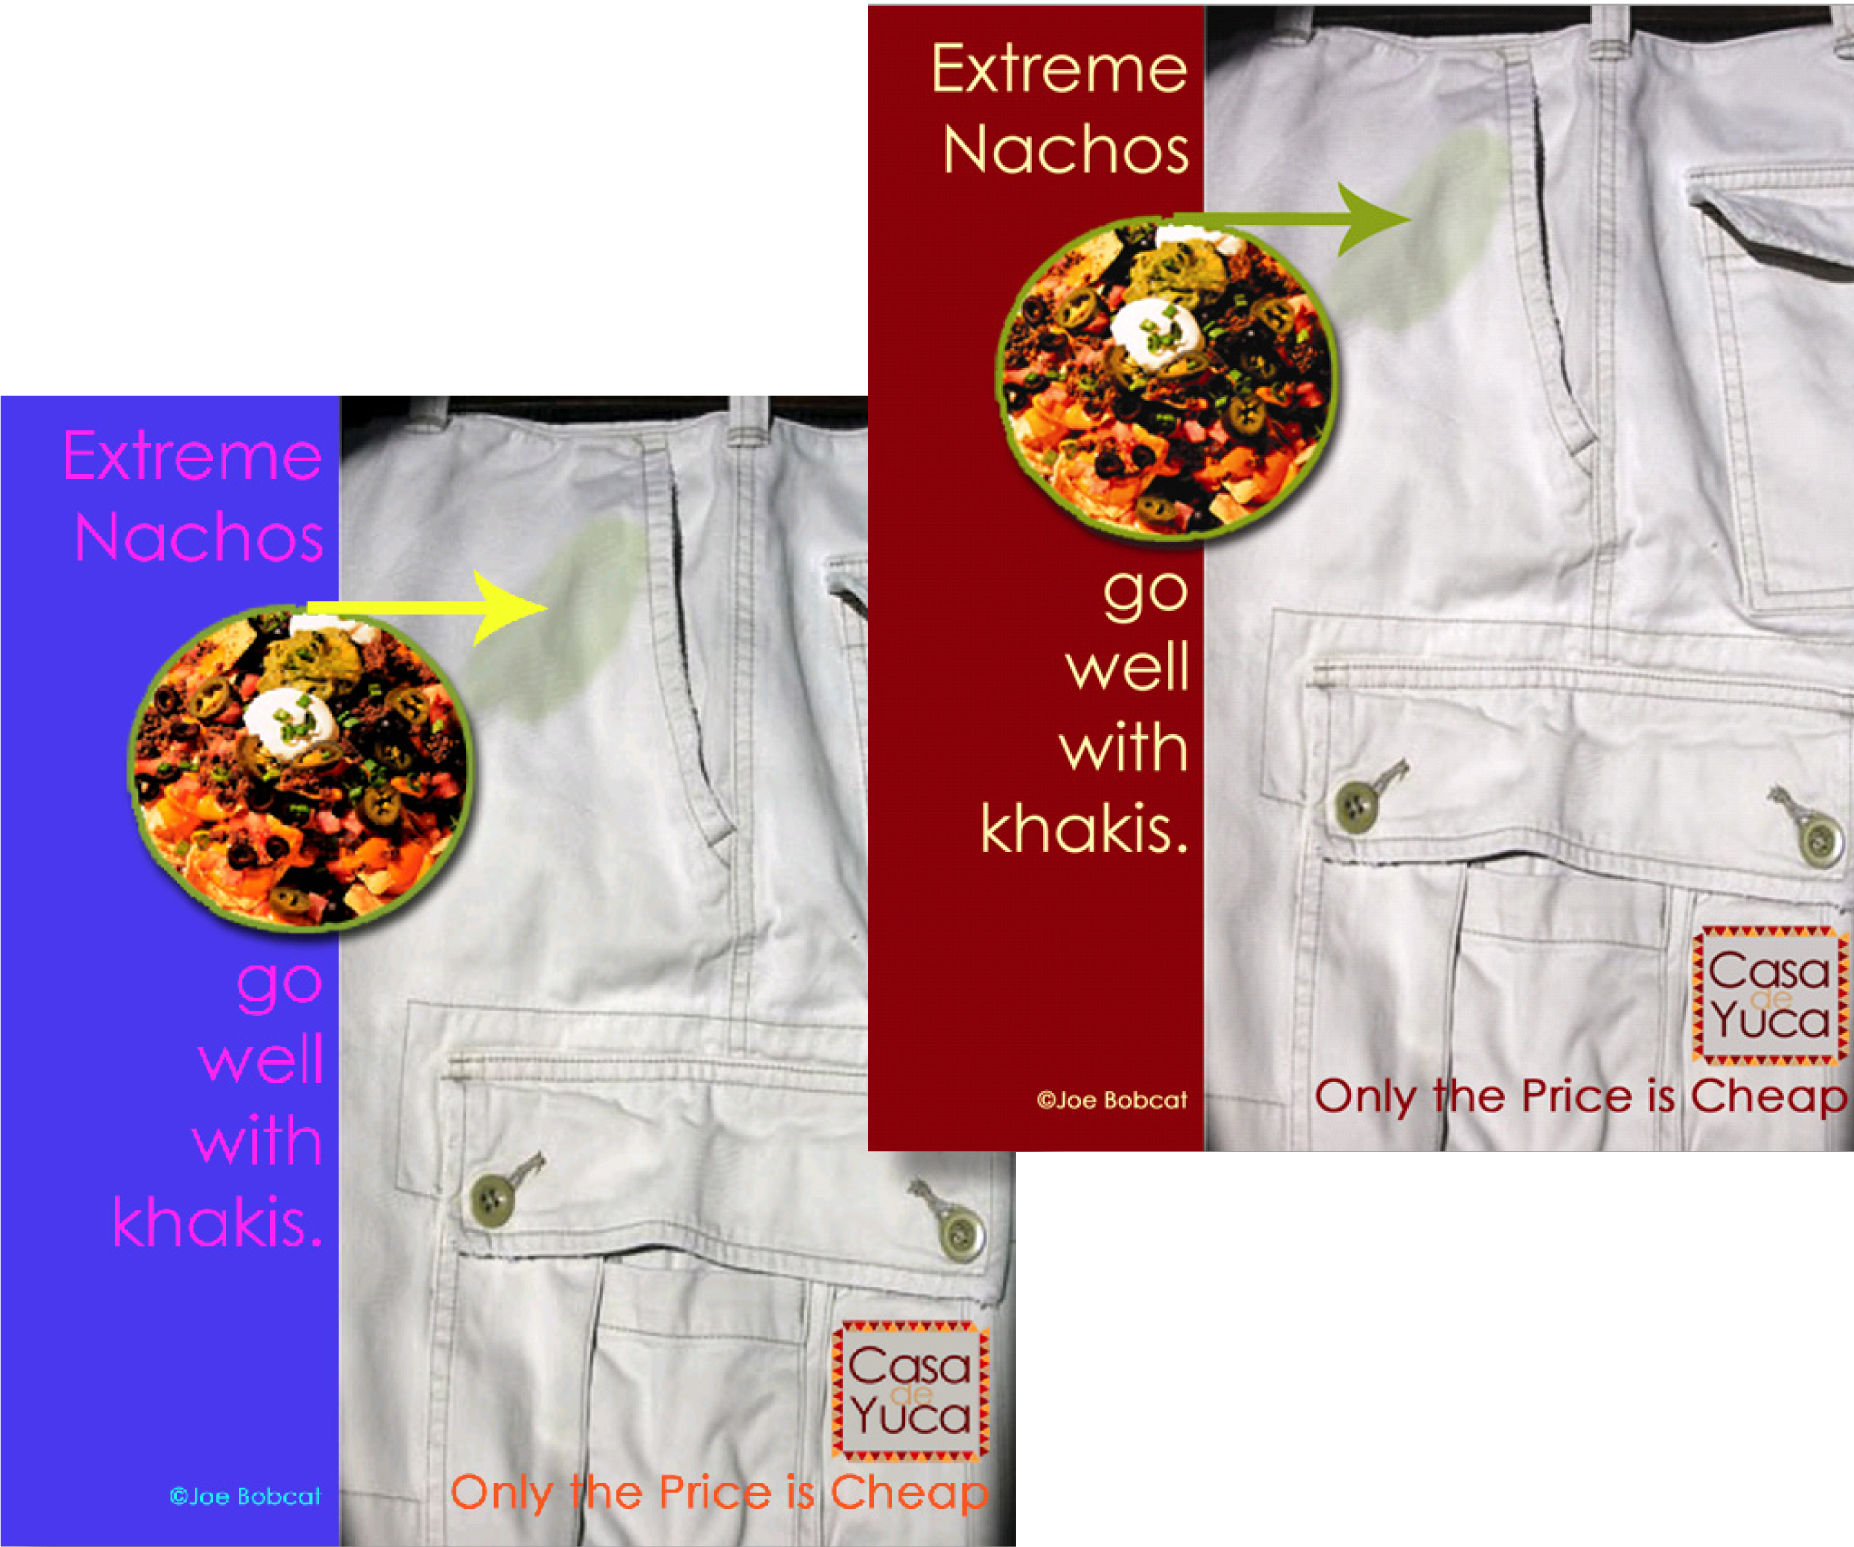 Extreme
Nachos
go
well
with
khakis.
©Joe Bobcat
Casa
de
Yuca
Only the Price is Cheap
Extreme
Nachos
go
well
with
khakis.
©Joe Bobcat
Casa
de
Yuca
Only the Price is Cheap